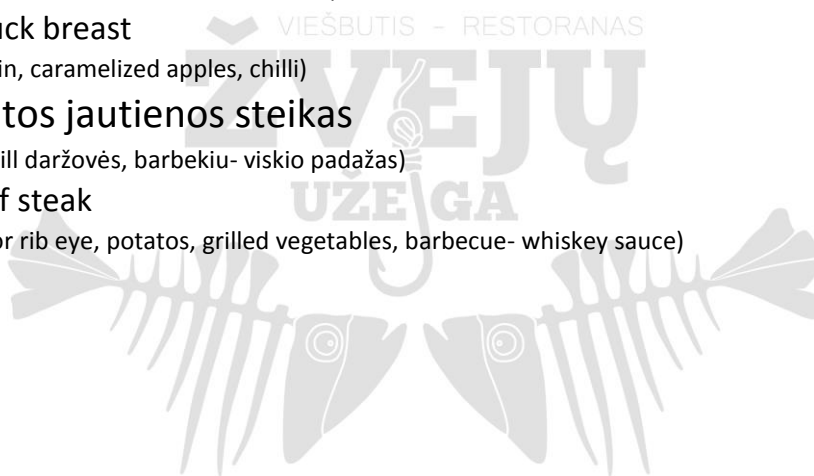 VIEŠBUTIS - RESTORANAS
ŽVEJŲ
UŽEIGA
uck breast
in, caramelized apples, chilli)
tos jautienos steikas
ill daržovės, barbekiu- viskio padažas)
f steak
or rib eye, potatos, grilled vegetables, barbecue- whiskey sauce)